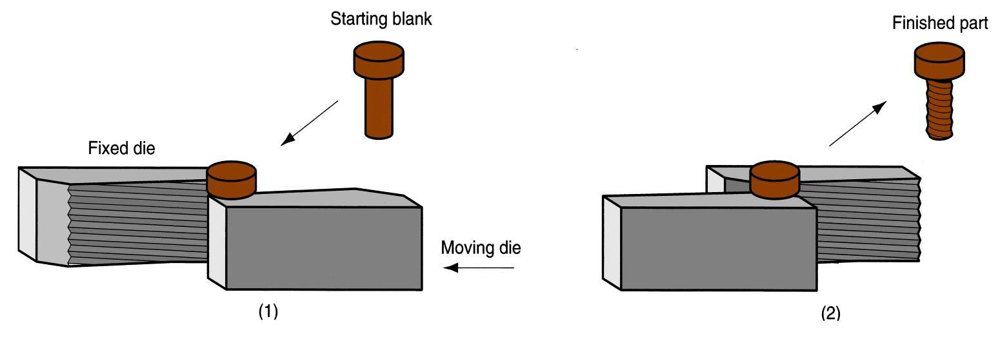 Starting blank
Finished part
Fixed die
Moving die
(1)
(2)